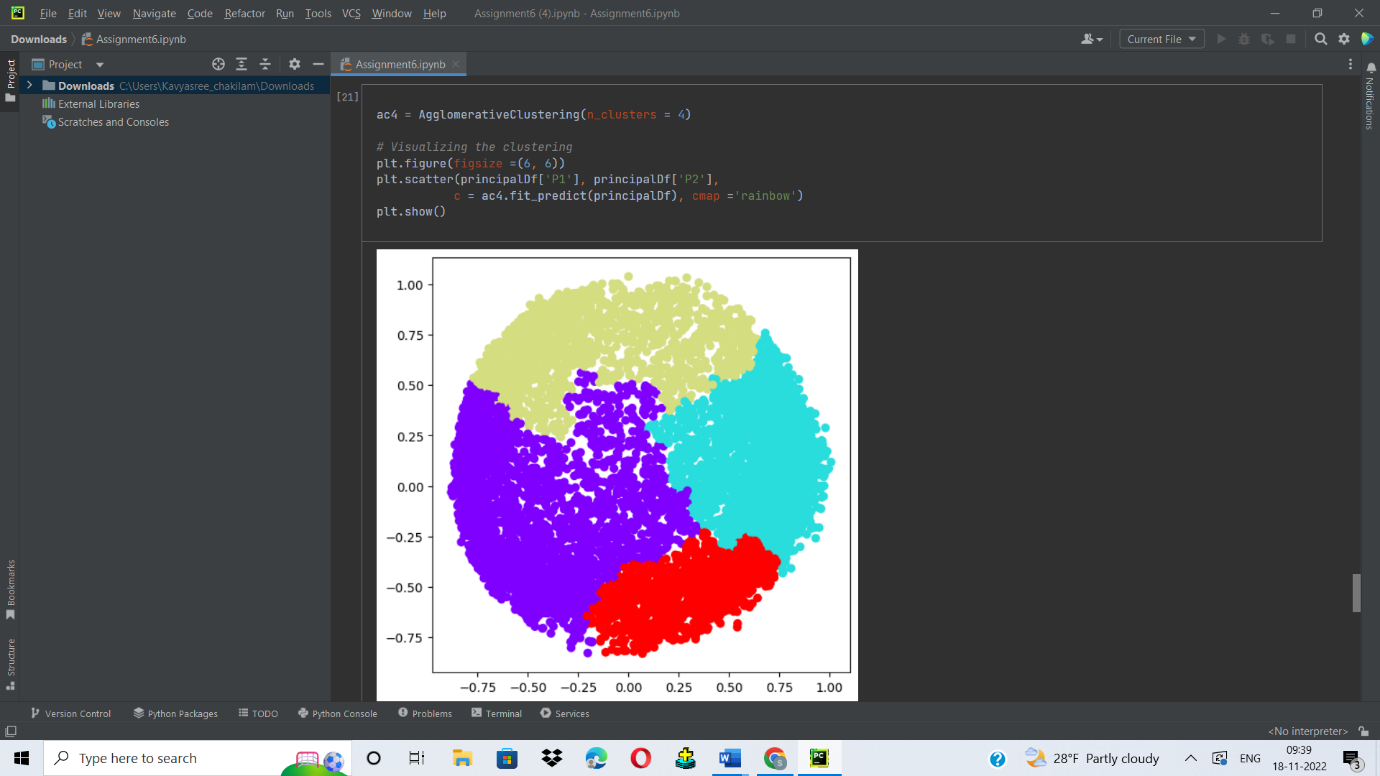 File Edit View Navigate Code Refactor Run Tools VCS Window Help Assignment6 (4).ipynb - Assignment6.ipynb
Downloads Assignment6.ipynb Current File
Project Assignment6.ipynb
Project
Downloads C:\Users\Kavyasree_chakilam\Downloads
External Libraries
Scratches and Consoles
Notifications
[21]
ac4 = AgglomerativeClustering(n_clusters = 4)
# Visualizing the clustering
plt.figure(figsize =(6, 6))
plt.scatter(principalDf['P1'], principalDf['P2'],
c = ac4.fit_predict(principalDf), cmap ='rainbow')
plt.show()
1.00
0.75
0.50
0.25
0.00
−0.25
−0.50
−0.75
−0.75 −0.50 −0.25 0.00 0.25 0.50 0.75 1.00
Bookmarks
Structure
Version Control Python Packages TODO Python Console Problems Terminal Services
<No interpreter>
Type here to search 28°F Partly cloudy ENG 09:39
18-11-2022 3